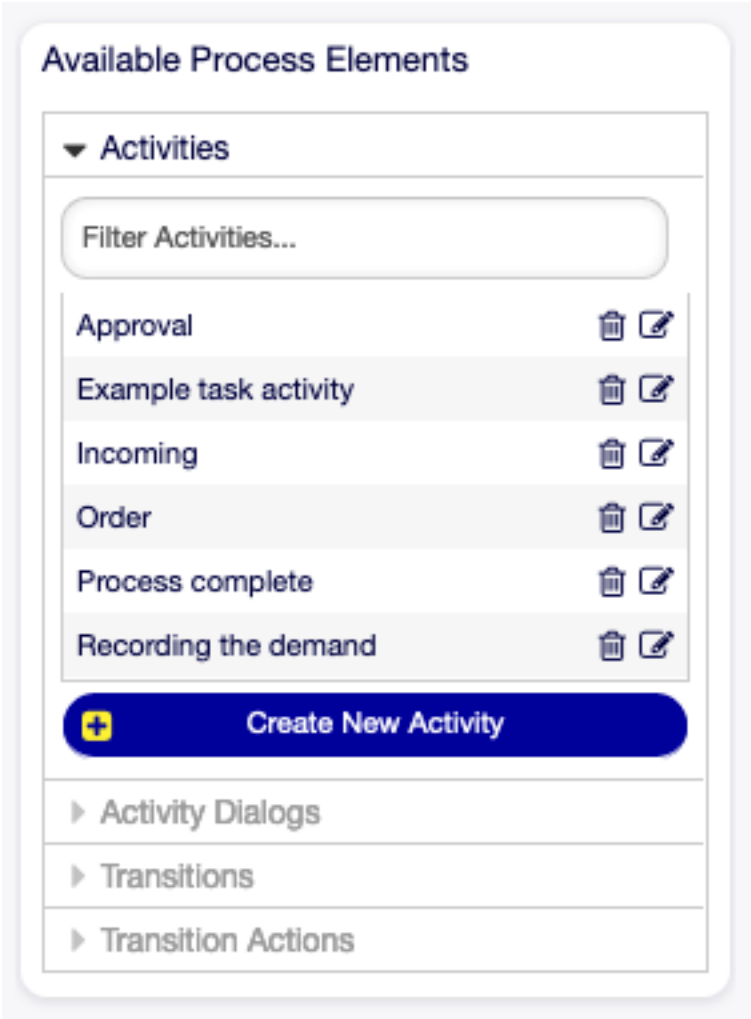 Available Process Elements
Activities
Filter Activities...
Approval
Example task activity
Incoming
Order
Process complete
Recording the demand
Create New Activity
Activity Dialogs
Transitions
Transition Actions